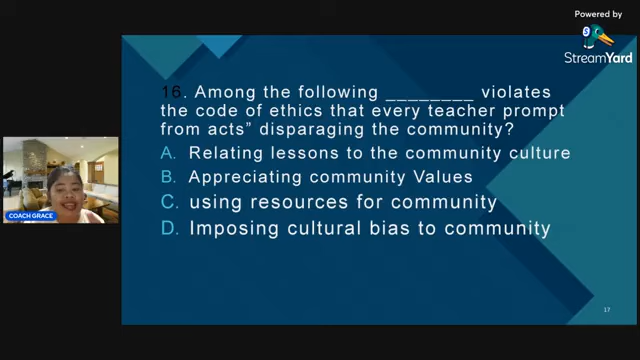 Powered by
StreamYard
16. Among the following ________ violates
the code of ethics that every teacher prompt
from acts” disparaging the community?
A. Relating lessons to the community culture
B. Appreciating community Values
C. using resources for community
D. Imposing cultural bias to community
COACH GRACE
17